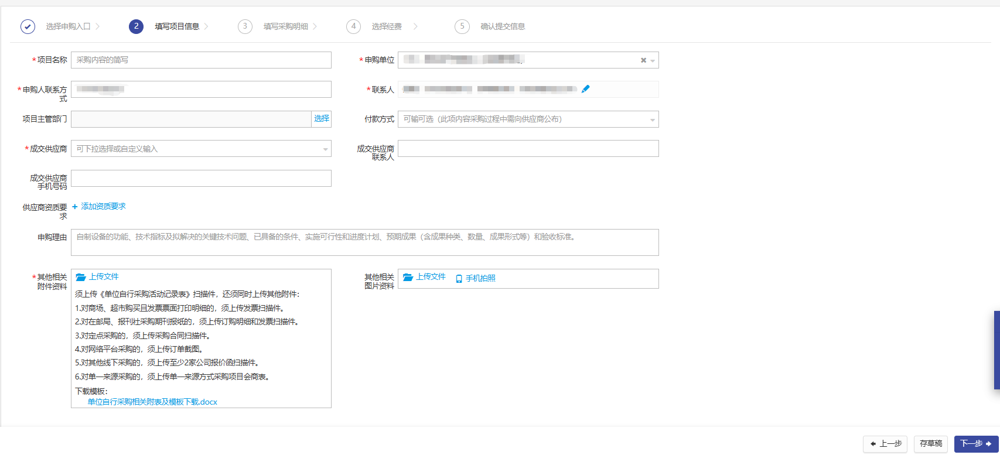 选择申购入口
2 填写项目信息
3 填写采购明细
4 选择经费
5 确认提交信息
*项目名称 采购内容的简写
*申购单位
*申购人联系方
式
*联系人
项目主管部门 选择
付款方式 可输可选（此项内容采购过程中需向供应商公布）
*成交供应商 可下拉选择或自定义输入
成交供应商
联系人
成交供应商
手机号码
供应商资质要
求
+ 添加资质要求
申购理由 自制设备的功能、技术指标及拟解决的关键技术问题、已具备的条件、实施可行性和进度计划、预期成果（含成果种类、数量、成果形式等）和验收标准。
*其他相关
附件资料
上传文件
须上传《单位自行采购活动记录表》扫描件，还须同时上传其他附件：
1.对商场、超市购买且发票票面打印明细的，须上传发票扫描件。
2.对在邮局、报刊社采购期刊报纸的，须上传订购明细和发票扫描件。
3.对定点采购的，须上传采购合同扫描件。
4.对网络平台采购的，须上传订单截图。
5.对其他线下采购的，须上传至少2家公司报价函扫描件。
6.对单一来源采购的，须上传单一来源方式采购项目会商表。
下载模板：
单位自行采购相关附表及模板下载.docx
其他相关
图片资料
上传文件 手机拍照
上一步 存草稿 下一步